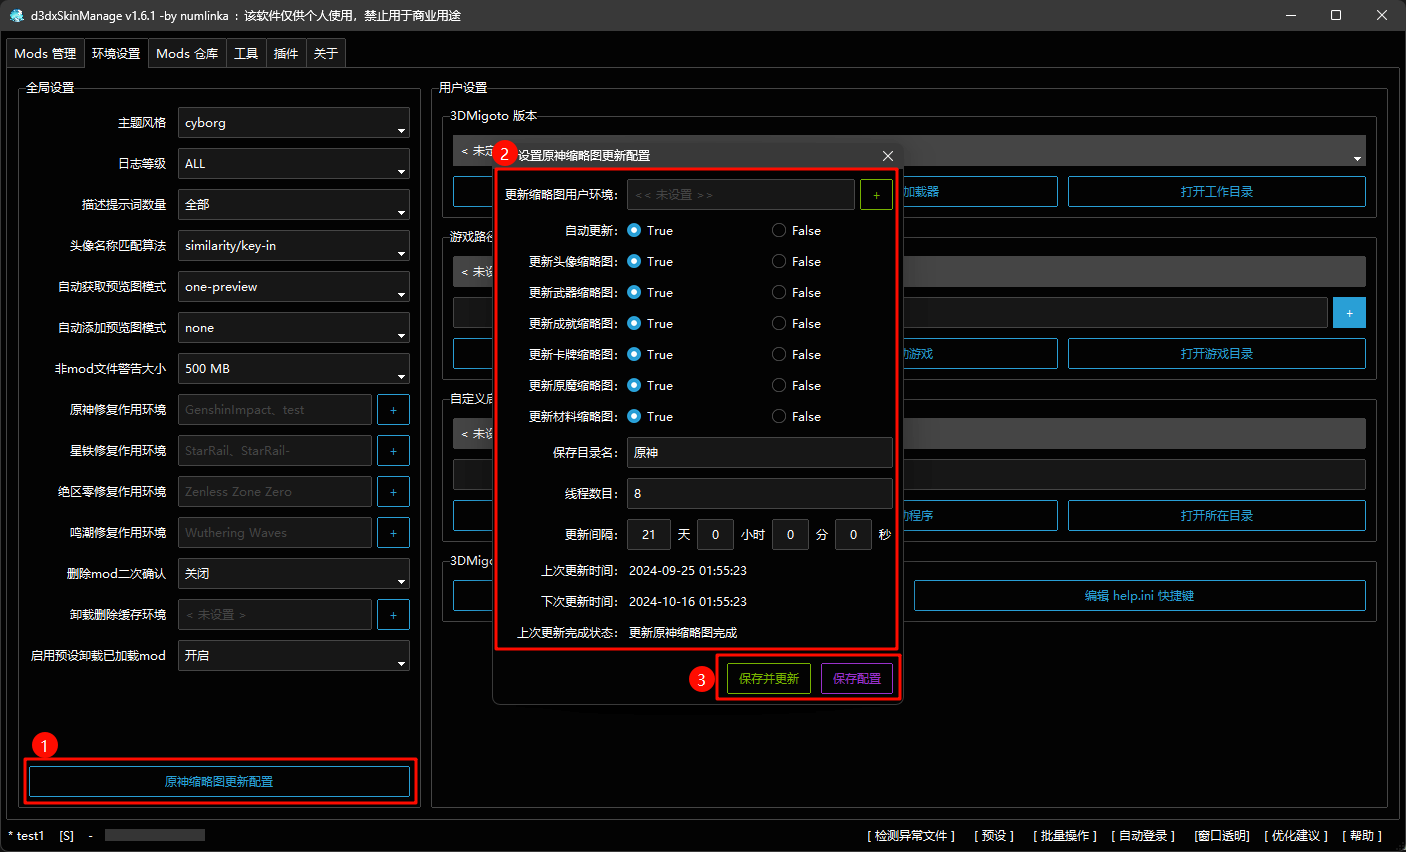 d3dxSkinManage v1.6.1 -by numlinka : 该软件仅供个人使用，禁止用于商业用途
Mods 管理 环境设置 Mods 仓库 工具 插件 关于
全局设置
主题风格 cyborg
日志等级 ALL
描述提示词数量 全部
头像名称匹配算法 similarity/key-in
自动获取预览图模式 one-preview
自动添加预览图模式 none
非mod文件警告大小 500 MB
原神修复作用环境 GenshinImpact、test +
星铁修复作用环境 StarRail、StarRail- +
绝区零修复作用环境 Zenless Zone Zero +
鸣潮修复作用环境 Wuthering Waves +
删除mod二次确认 关闭
卸载删除缓存环境 < 未设置 > +
启用预设卸载已加载mod 开启
1
原神缩略图更新配置
用户设置
3DMigoto 版本
< 未定
加载器 打开工作目录
游戏路径
< 未设
+
动游戏 打开游戏目录
自定义启
< 未设
动程序 打开所在目录
3DMigo
编辑 help.ini 快捷键
2 设置原神缩略图更新配置
更新缩略图用户环境: << 未设置 >> +
自动更新: True False
更新头像缩略图: True False
更新武器缩略图: True False
更新成就缩略图: True False
更新卡牌缩略图: True False
更新原魔缩略图: True False
更新材料缩略图: True False
保存目录名: 原神
线程数目: 8
更新间隔: 21 天 0 小时 0 分 0 秒
上次更新时间: 2024-09-25 01:55:23
下次更新时间: 2024-10-16 01:55:23
上次更新完成状态: 更新原神缩略图完成
3 保存并更新 保存配置
* test1 [S] -
[ 检测异常文件 ] [ 预设 ] [ 批量操作 ] [ 自动登录 ] [窗口透明] [ 优化建议 ] [ 帮助 ]